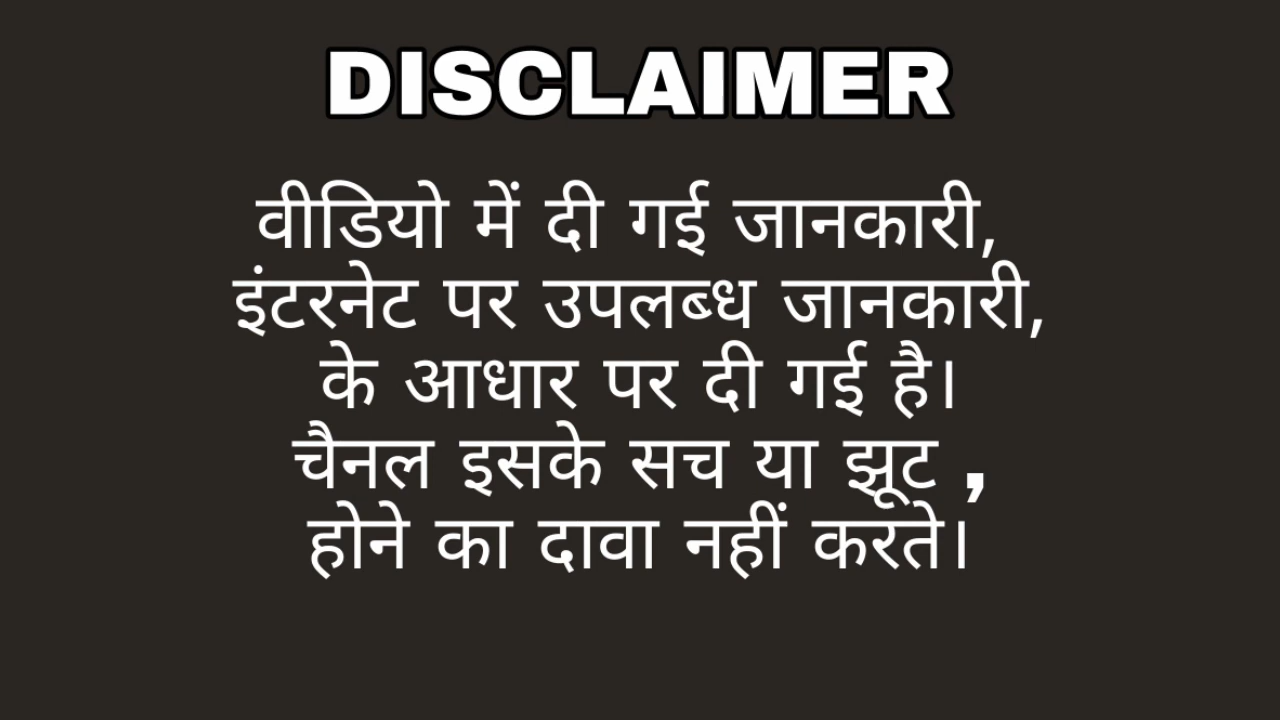 DISCLAIMER
वीडियो में दी गई जानकारी,
इंटरनेट पर उपलब्ध जानकारी,
के आधार पर दी गई है।
चैनल इसके सच या झूट ,
होने का दावा नहीं करते।